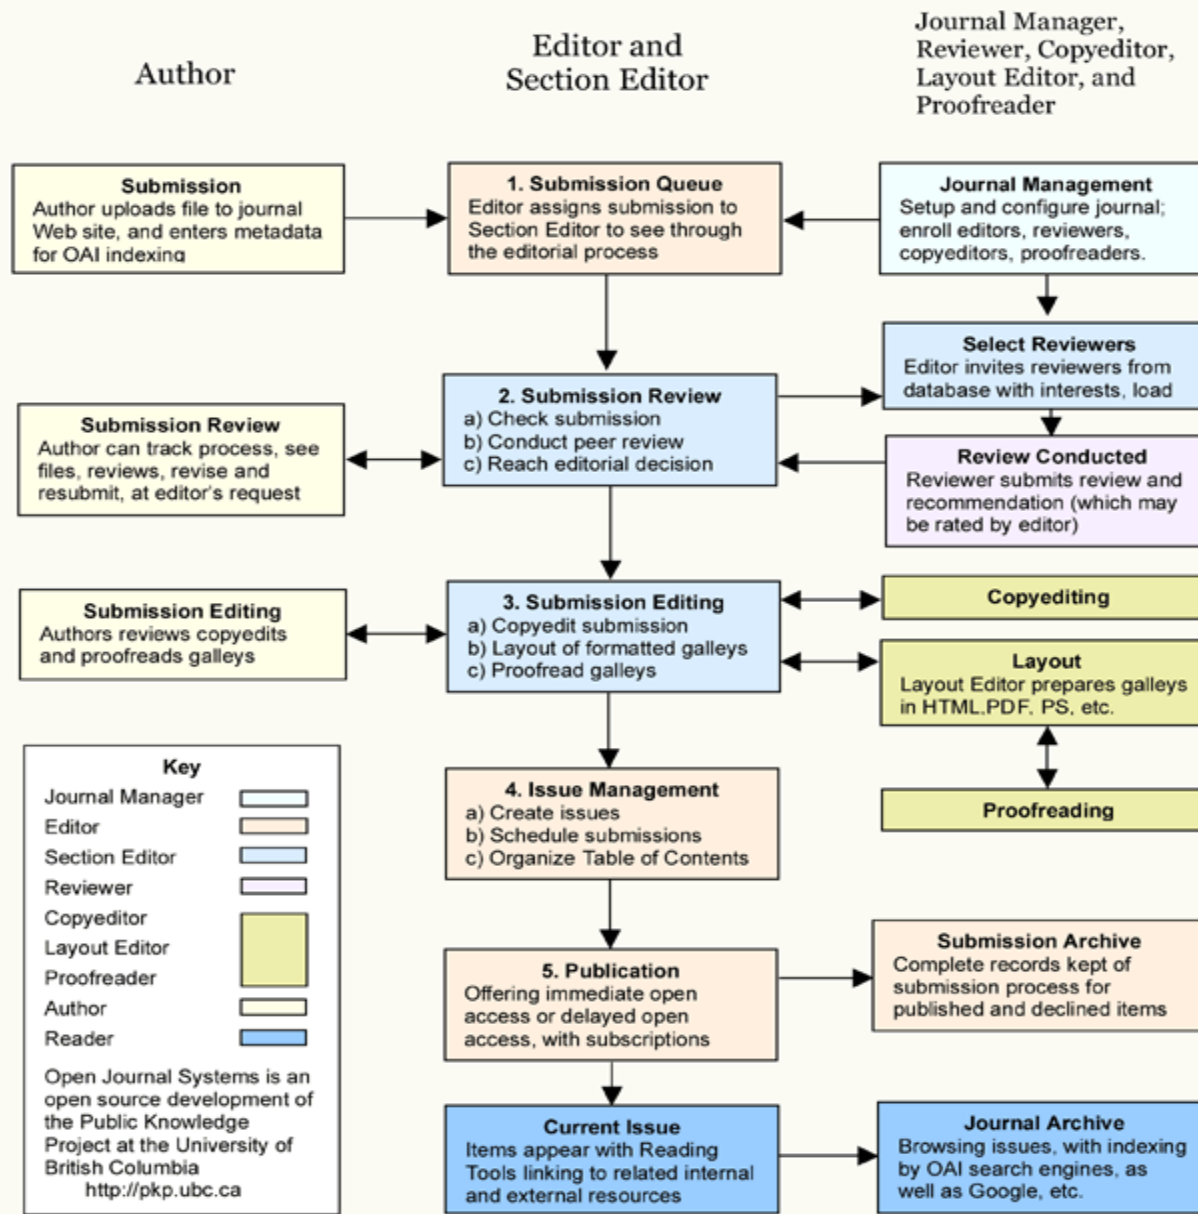 Author
Editor and
Section Editor
Journal Manager,
Reviewer, Copyeditor,
Layout Editor, and
Proofreader
Submission
Author uploads file to journal
Web site, and enters metadata
for OAI indexing
1. Submission Queue
Editor assigns submission to
Section Editor to see through
the editorial process
Journal Management
Setup and configure journal;
enroll editors, reviewers,
copyeditors, proofreaders.
Select Reviewers
Editor invites reviewers from
database with interests, load
2. Submission Review
a) Check submission
b) Conduct peer review
c) Reach editorial decision
Submission Review
Author can track process, see
files, reviews, revise and
resubmit, at editor's request
Review Conducted
Reviewer submits review and
recommendation (which may
be rated by editor)
3. Submission Editing
a) Copyedit submission
b) Layout of formatted galleys
c) Proofread galleys
Submission Editing
Authors reviews copyedits
and proofreads galleys
Copyediting
Layout
Layout Editor prepares galleys
in HTML,PDF, PS, etc.
Proofreading
4. Issue Management
a) Create issues
b) Schedule submissions
c) Organize Table of Contents
5. Publication
Offering immediate open
access or delayed open
access, with subscriptions
Submission Archive
Complete records kept of
submission process for
published and declined items
Current Issue
Items appear with Reading
Tools linking to related internal
and external resources
Journal Archive
Browsing issues, with indexing
by OAI search engines, as
well as Google, etc.
Key
Journal Manager
Editor
Section Editor
Reviewer
Copyeditor
Layout Editor
Proofreader
Author
Reader
Open Journal Systems is an
open source development of
the Public Knowledge
Project at the University of
British Columbia
http://pkp.ubc.ca